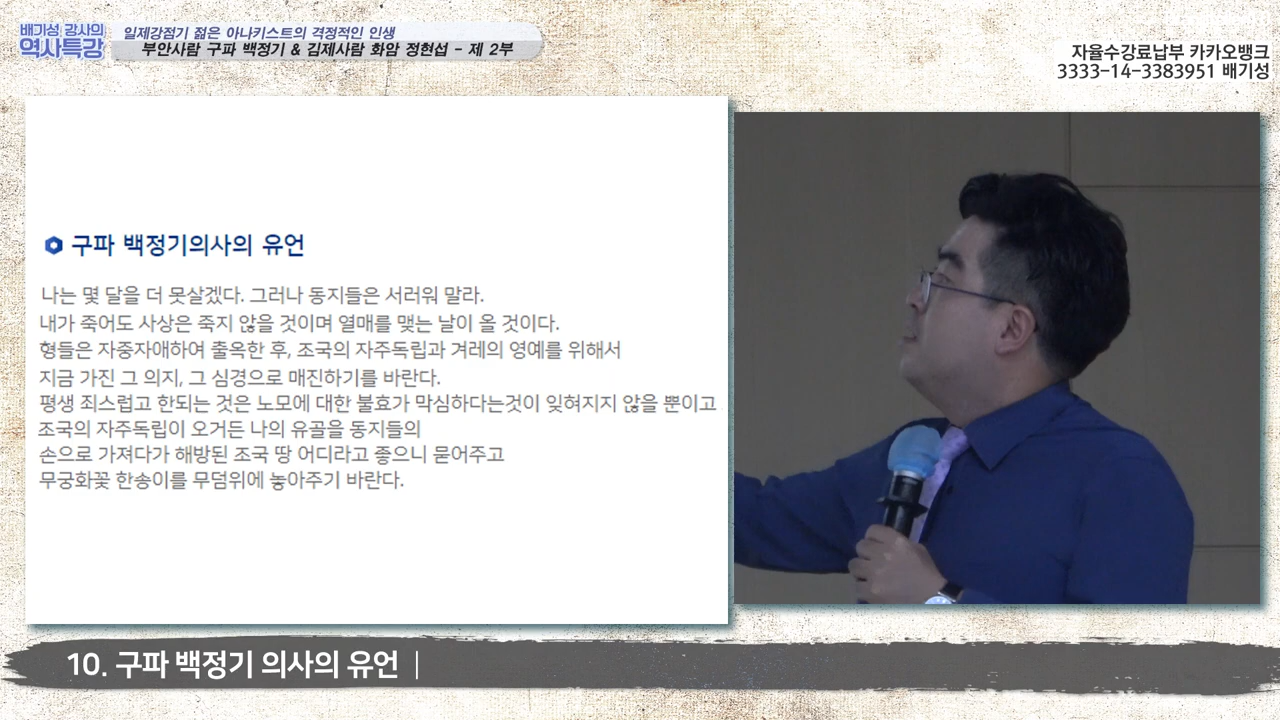 배기성 강사의
역사특강
일제강점기 젊은 아나키스트의 격정적인 인생
부안사람 구파 백정기 & 김제사람 화암 정현섭 - 제 2부
자율수강료납부 카카오뱅크
3333-14-3383951 배기성
구파 백정기의사의 유언
나는 몇 달을 더 못살겠다. 그러나 동지들은 서러워 말라.
내가 죽어도 사상은 죽지 않을 것이며 열매를 맺는 날이 올 것이다.
형들은 자중자애하여 출옥한 후, 조국의 자주독립과 겨레의 영예를 위해서
지금 가진 그 의지, 그 심경으로 매진하기를 바란다.
평생 죄스럽고 한되는 것은 노모에 대한 불효가 막심하다는것이 잊혀지지 않을 뿐이고
조국의 자주독립이 오거든 나의 유골을 동지들의
손으로 가져다가 해방된 조국 땅 어디라고 좋으니 묻어주고
무궁화꽃 한송이를 무덤위에 놓아주기 바란다.
10. 구파 백정기 의사의 유언 |